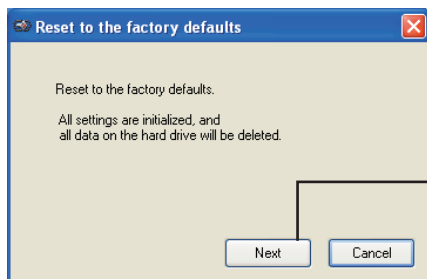 Reset to the factory defaults
Reset to the factory defaults.
All settings are initialized, and
all data on the hard drive will be deleted.
Next
Cancel